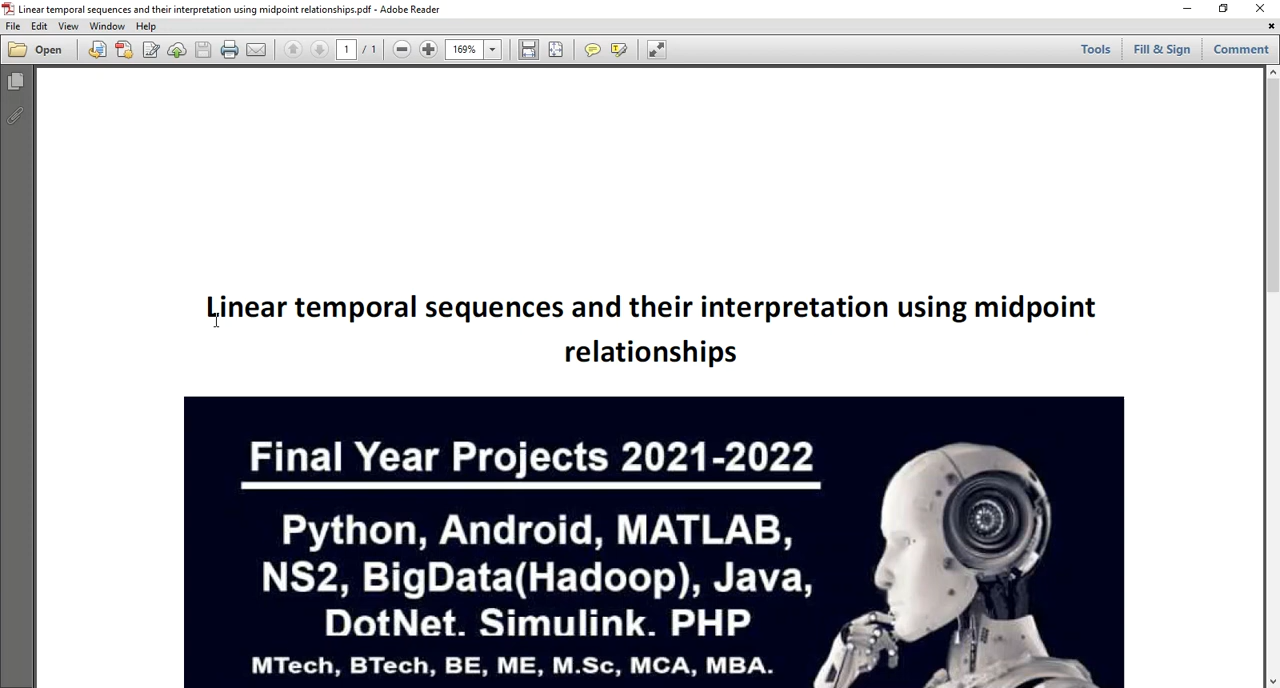 Linear temporal sequences and their interpretation using midpoint relationships.pdf - Adobe Reader
File Edit View Window Help
Open 1 / 1 169% Tools Fill & Sign Comment
Linear temporal sequences and their interpretation using midpoint
relationships
Final Year Projects 2021-2022
Python, Android, MATLAB,
NS2, BigData(Hadoop), Java,
DotNet, Simulink, PHP
MTech, BTech, BE, ME, M.Sc, MCA, MBA.